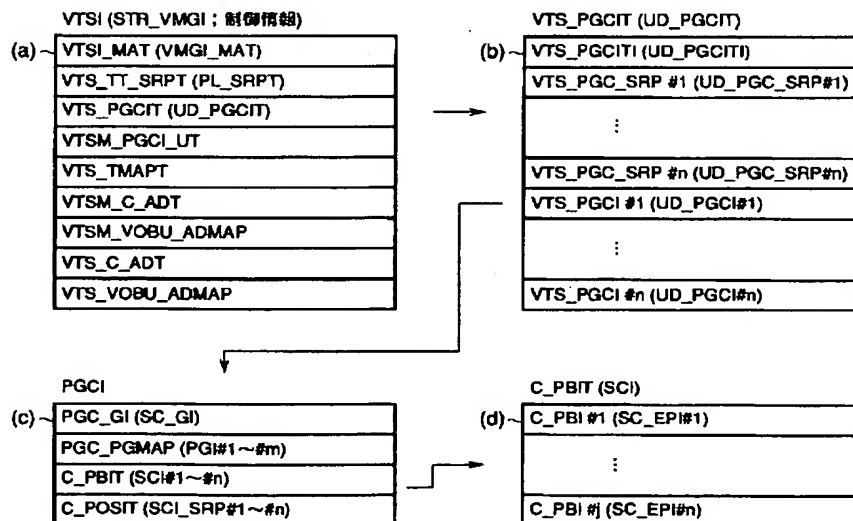 VTSI (STR_VMGI ; 制御情報)
(a)
VTSI_MAT (VMGI_MAT)
VTS_TT_SRPT (PL_SRPT)
VTS_PGCIT (UD_PGCIT)
VTSM_PGCI_UT
VTS_TMAPT
VTSM_C_ADT
VTSM_VOBU_ADMAP
VTS_C_ADT
VTS_VOBU_ADMAP
VTS_PGCIT (UD_PGCIT)
(b)
VTS_PGCITI (UD_PGCITI)
VTS_PGC_SRP #1 (UD_PGC_SRP#1)
⋮
VTS_PGC_SRP #n (UD_PGC_SRP#n)
VTS_PGCI #1 (UD_PGCI#1)
⋮
VTS_PGCI #n (UD_PGCI#n)
PGCI
(c)
PGC_GI (SC_GI)
PGC_PGMAP (PGI#1～#m)
C_PBIT (SCI#1～#n)
C_POSIT (SCI_SRP#1～#n)
C_PBIT (SCI)
(d)
C_PBI #1 (SC_EPI#1)
⋮
C_PBI #j (SC_EPI#n)